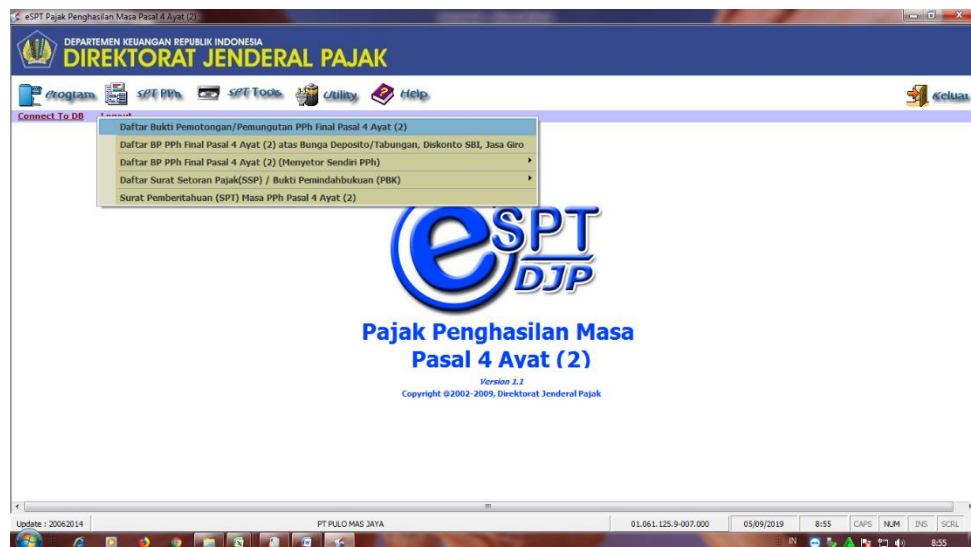 eSPT Pajak Penghasilan Masa Pasal 4 Ayat (2)
DEPARTEMEN KEUANGAN REPUBLIK INDONESIA
DIREKTORAT JENDERAL PAJAK
Program SPT PPh SPT Tools Utility Help Keluar
Connect To DB Logout
Daftar Bukti Pemotongan/Pemungutan PPh Final Pasal 4 Ayat (2)
Daftar BP PPh Final Pasal 4 Ayat (2) atas Bunga Deposito/Tabungan, Diskonto SBI, Jasa Giro
Daftar BP PPh Final Pasal 4 Ayat (2) (Menyetor Sendiri PPh)
Daftar Surat Setoran Pajak(SSP) / Bukti Pemindahbukuan (PBK)
Surat Pemberitahuan (SPT) Masa PPh Pasal 4 Ayat (2)
eSPT
DJP
Pajak Penghasilan Masa
Pasal 4 Ayat (2)
Version 1.1
Copyright @2002-2009, Direktorat Jenderal Pajak
Update : 20062014 PT PULO MAS JAYA 01.061.125.9-007.000 05/09/2019 8:55 CAPS NUM INS SCRL
IN 8:55